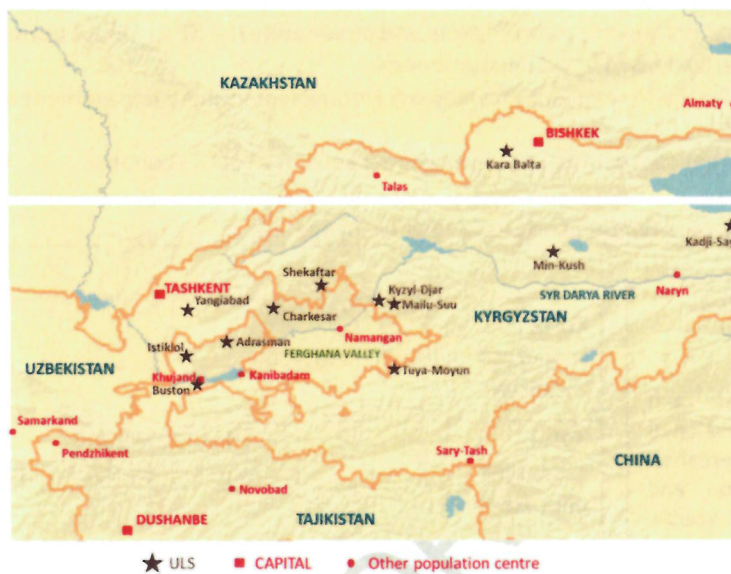 KAZAKHSTAN
Almaty
BISHKEK
Kara Balta
Talas
Kadji-Say
Min-Kush
Shekaftar
TASHKENT
Yangiabad
Kyzyl-Djar
Mailu-Suu
Charkesar
SYR DARYA RIVER
Naryn
KYRGYZSTAN
Namangan
Adrasman
Istiklol
FERGHANA VALLEY
UZBEKISTAN
Khujand
Kanibadam
Tuya-Moyun
Buston
Samarkand
Pendzhikent
Sary-Tash
CHINA
Novobad
DUSHANBE
TAJIKISTAN
ULS
CAPITAL
Other population centre